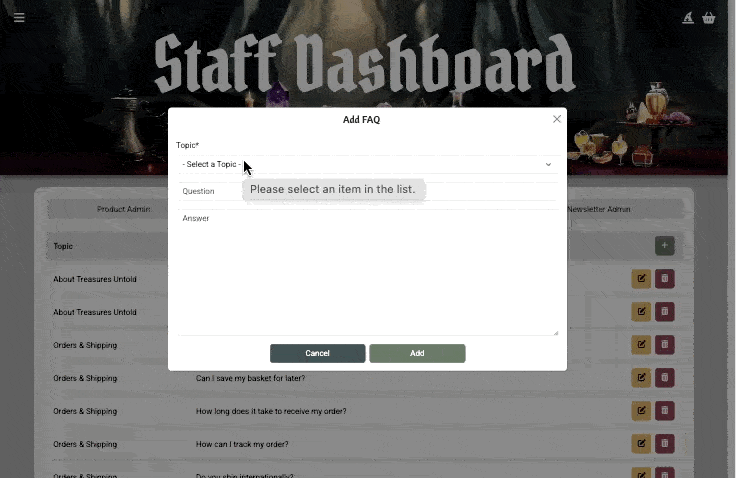 Staff Dashboard
Add FAQ
Topic*
- Select a Topic -
Please select an item in the list.
Question
Answer
Cancel
Add
Product Admin
Newsletter Admin
Topic
+
About Treasures Untold
About Treasures Untold
Orders & Shipping
Orders & Shipping
Can I save my basket for later?
Orders & Shipping
How long does it take to receive my order?
Orders & Shipping
How can I track my order?
Orders & Shipping
Do you ship internationally?